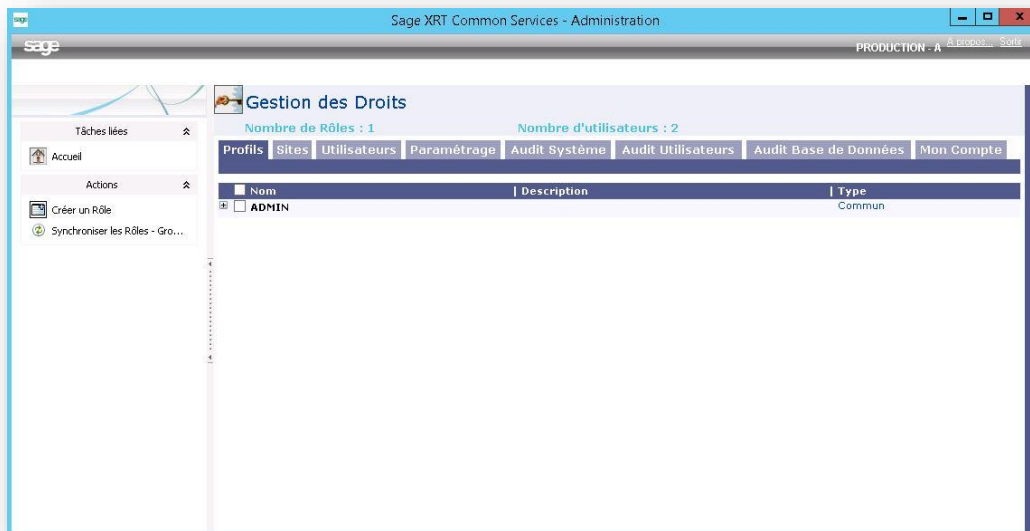 sage
Sage XRT Common Services - Administration
sage
PRODUCTION - A
A propos... Sortir
Gestion des Droits
Tâches liées
Nombre de Rôles : 1
Nombre d'utilisateurs : 2
Accueil
Profils Sites Utilisateurs Paramétrage Audit Système Audit Utilisateurs Audit Base de Données Mon Compte
Actions
Nom | Description | Type
Créer un Rôle
ADMIN Commun
Synchroniser les Rôles - Gro...